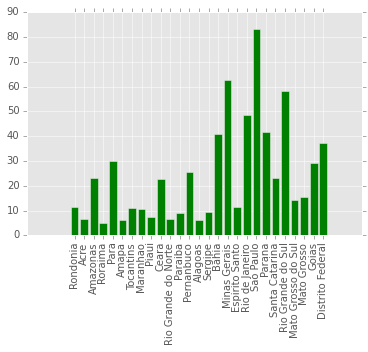 90
80
70
60
50
40
30
20
10
0
Rondonia
Acre
Amazonas
Roraima
Para
Amapa
Tocantins
Maranhao
Piaui
Ceara
Rio Grande do Norte
Paraiba
Pernanbuco
Alagoas
Sergipe
Bahia
Minas Gerais
Espirito Santo
Rio de Janeiro
Sao Paulo
Parana
Santa Catarina
Rio Grande do Sul
Mato Grosso do Sul
Mato Grosso
Goias
Distrito Federal